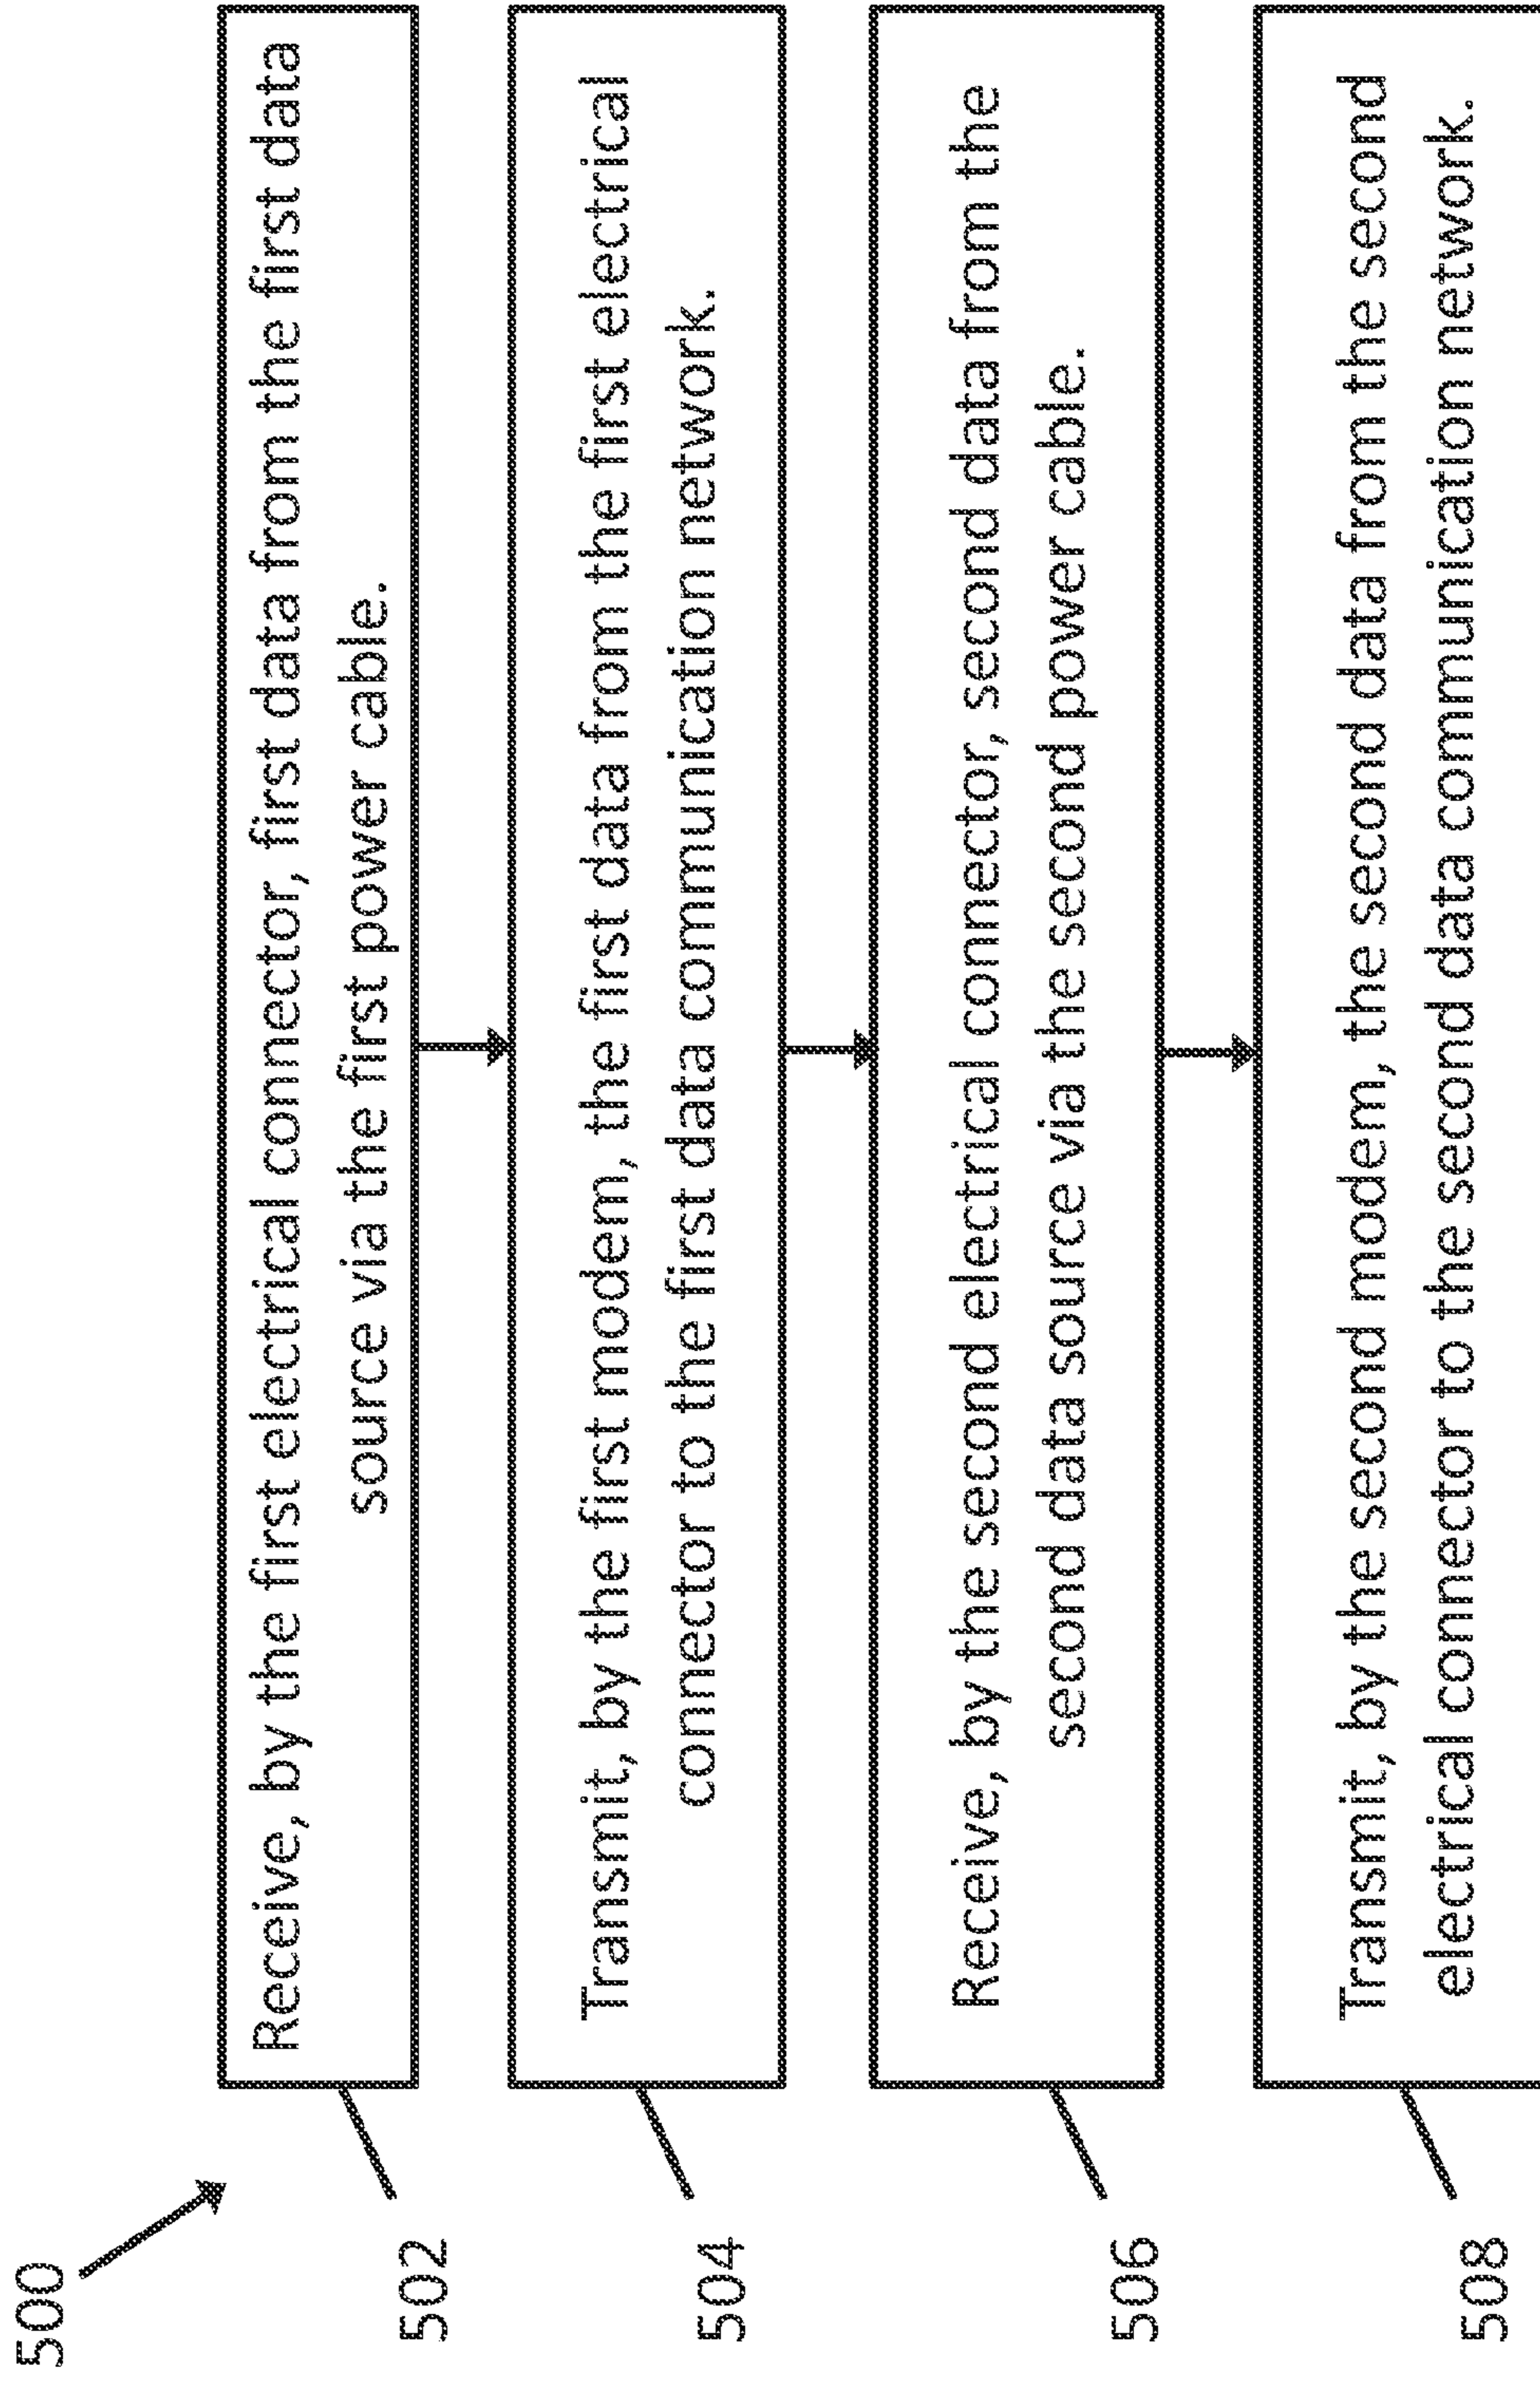 500
502
Receive, by the first electrical connector, first data from the first data
source via the first power cable.
504
Transmit, by the first modem, the first data from the first electrical
connector to the first data communication network.
506
Receive, by the second electrical connector, second data from the
second data source via the second power cable.
508
Transmit, by the second modem, the second data from the second
electrical connector to the second data communication network.